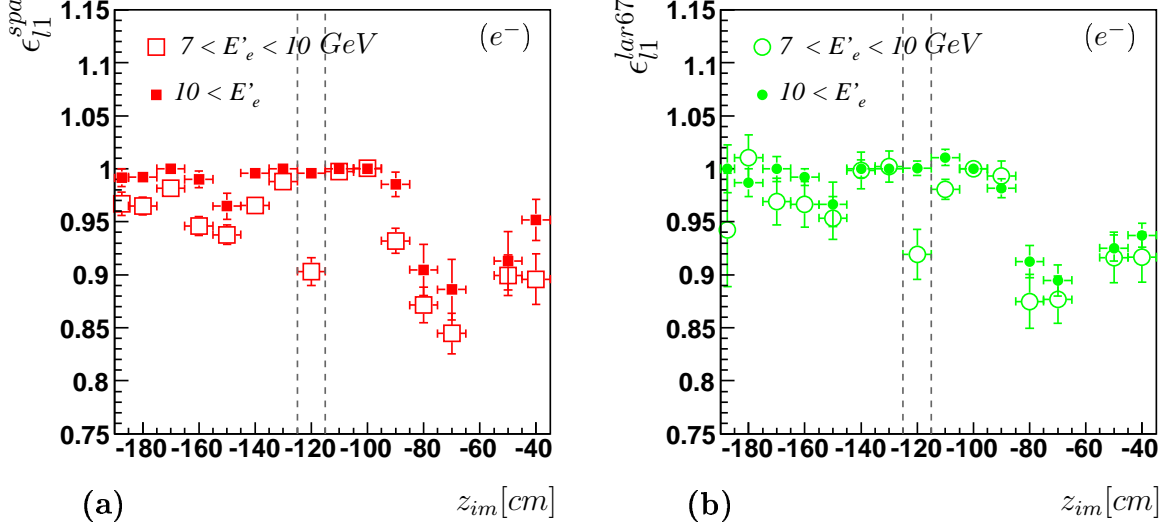 ϵ_{l1}^{spa}
1.15
1.1
1.05
1
0.95
0.9
0.85
0.8
0.75
7 < E'_e < 10 GeV
10 < E'_e
(e⁻)
-180 -160 -140 -120 -100 -80 -60 -40
(a)
z_{im}[cm]
ϵ_{l1}^{lar67}
1.15
1.1
1.05
1
0.95
0.9
0.85
0.8
0.75
7 < E'_e < 10 GeV
10 < E'_e
(e⁻)
-180 -160 -140 -120 -100 -80 -60 -40
(b)
z_{im}[cm]